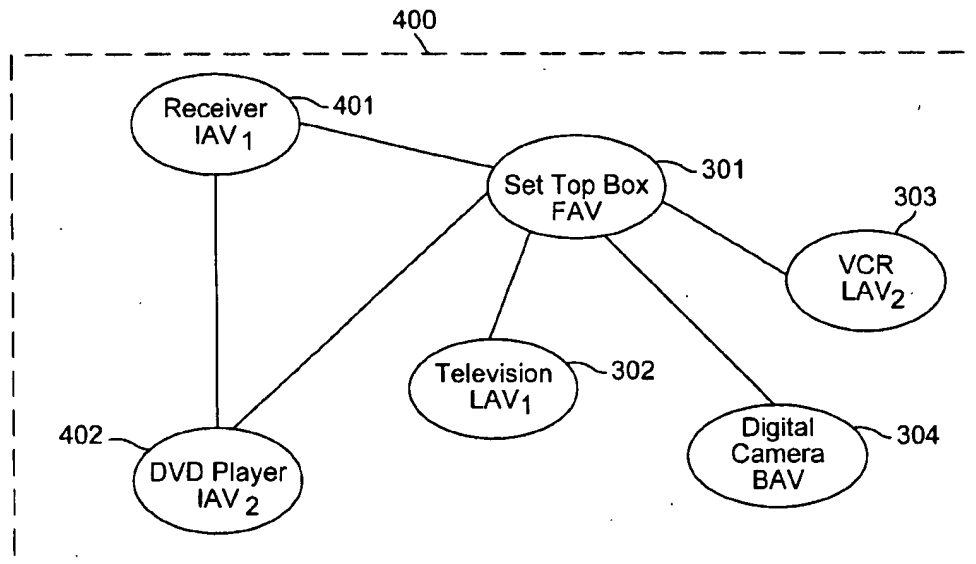 400
Receiver
IAV1
401
Set Top Box
FAV
301
303
VCR
LAV2
Television
LAV1
302
402
DVD Player
IAV2
Digital
Camera
BAV
304